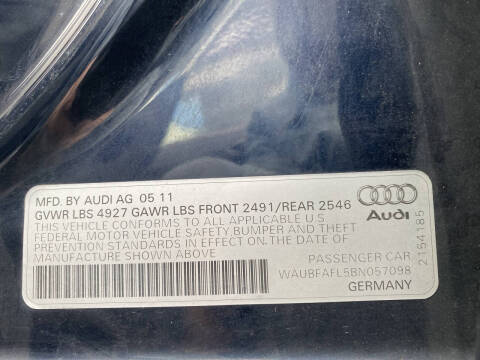 MFD. BY AUDI AG 05 11
GVWR LBS 4927 GAWR LBS FRONT 2491/REAR 2546
THIS VEHICLE CONFORMS TO ALL APPLICABLE U S
FEDERAL MOTOR VEHICLE SAFETY, BUMPER AND THEFT
PREVENTION STANDARDS IN EFFECT ON THE DATE OF
MANUFACTURE SHOWN ABOVE
Audi
2154185
PASSENGER CAR
WAUBFAFL5BN057098
GERMANY